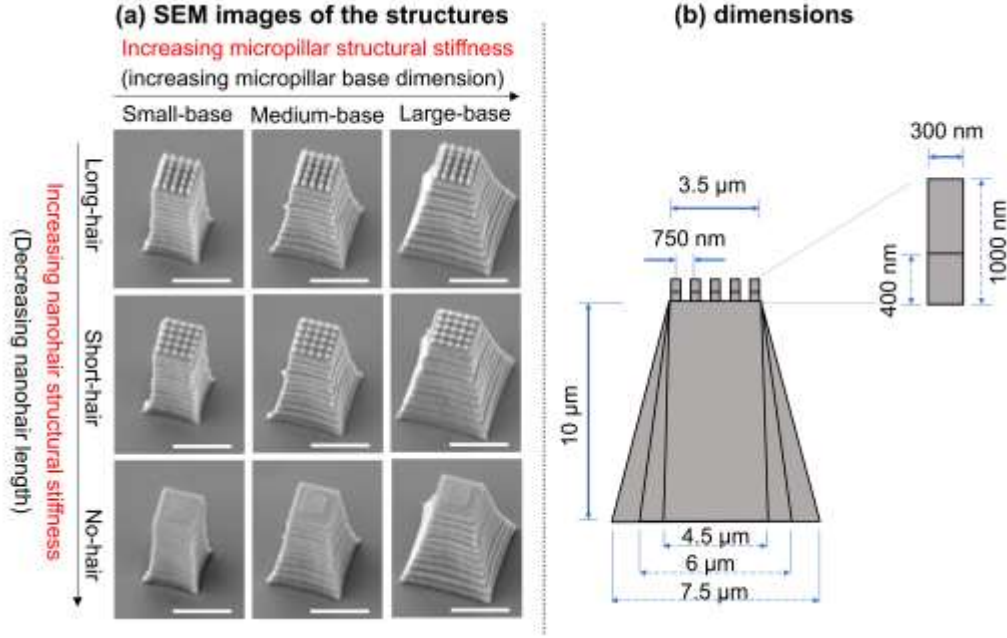 (a) SEM images of the structures
Increasing micropillar structural stiffness
(increasing micropillar base dimension)
Small-base
Medium-base
Large-base
Increasing nanohair structural stiffness
(Decreasing nanohair length)
Long-hair
Short-hair
No-hair
(b) dimensions
300 nm
3.5 µm
750 nm
400 nm
1000 nm
10 µm
4.5 µm
6 µm
7.5 µm